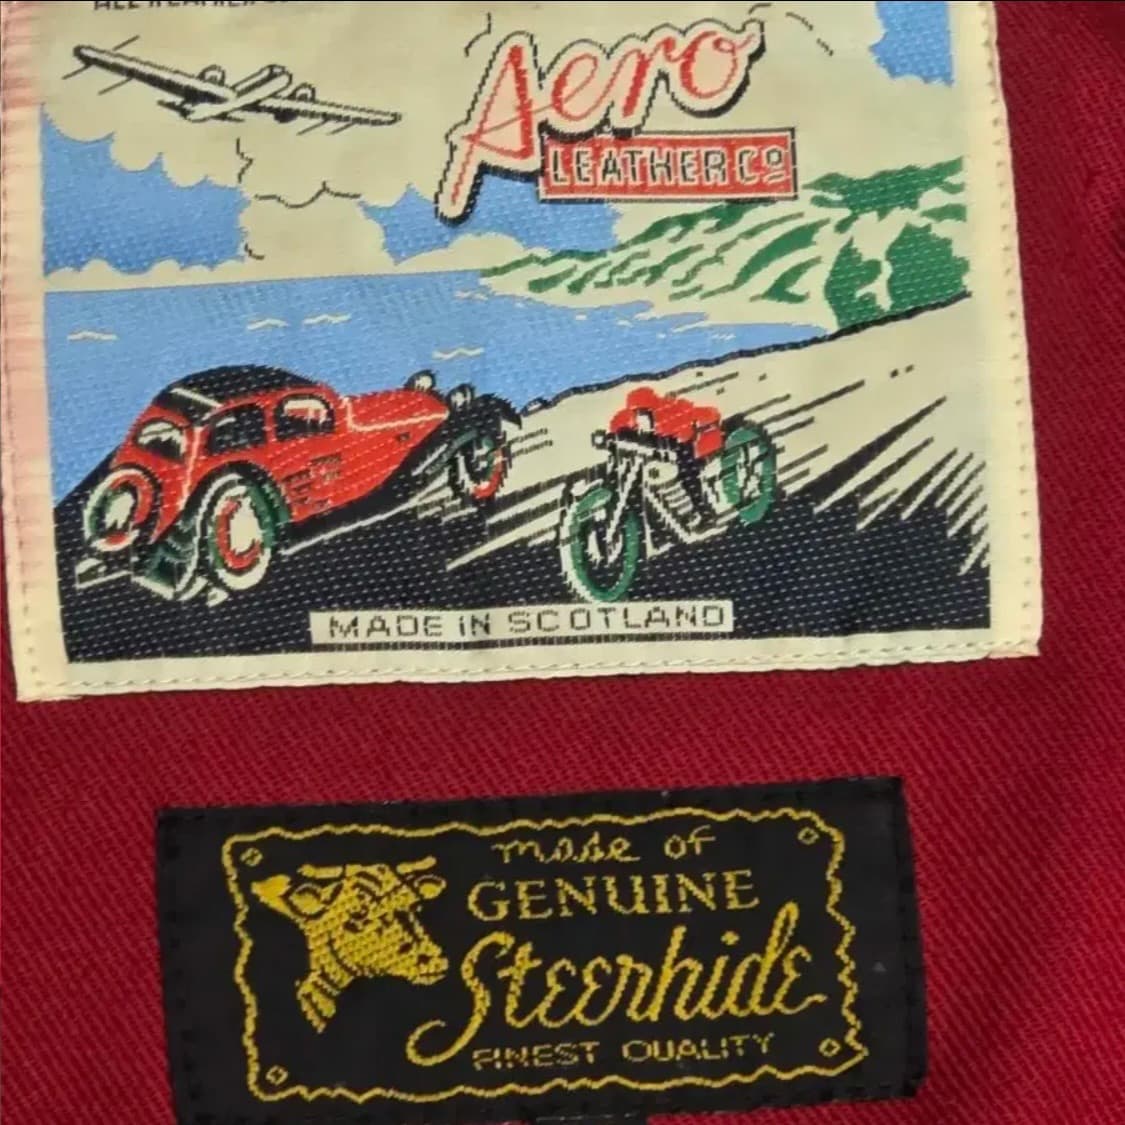 Aero
LEATHER Cº
MADE IN SCOTLAND
made of
GENUINE
Steerhide
FINEST QUALITY